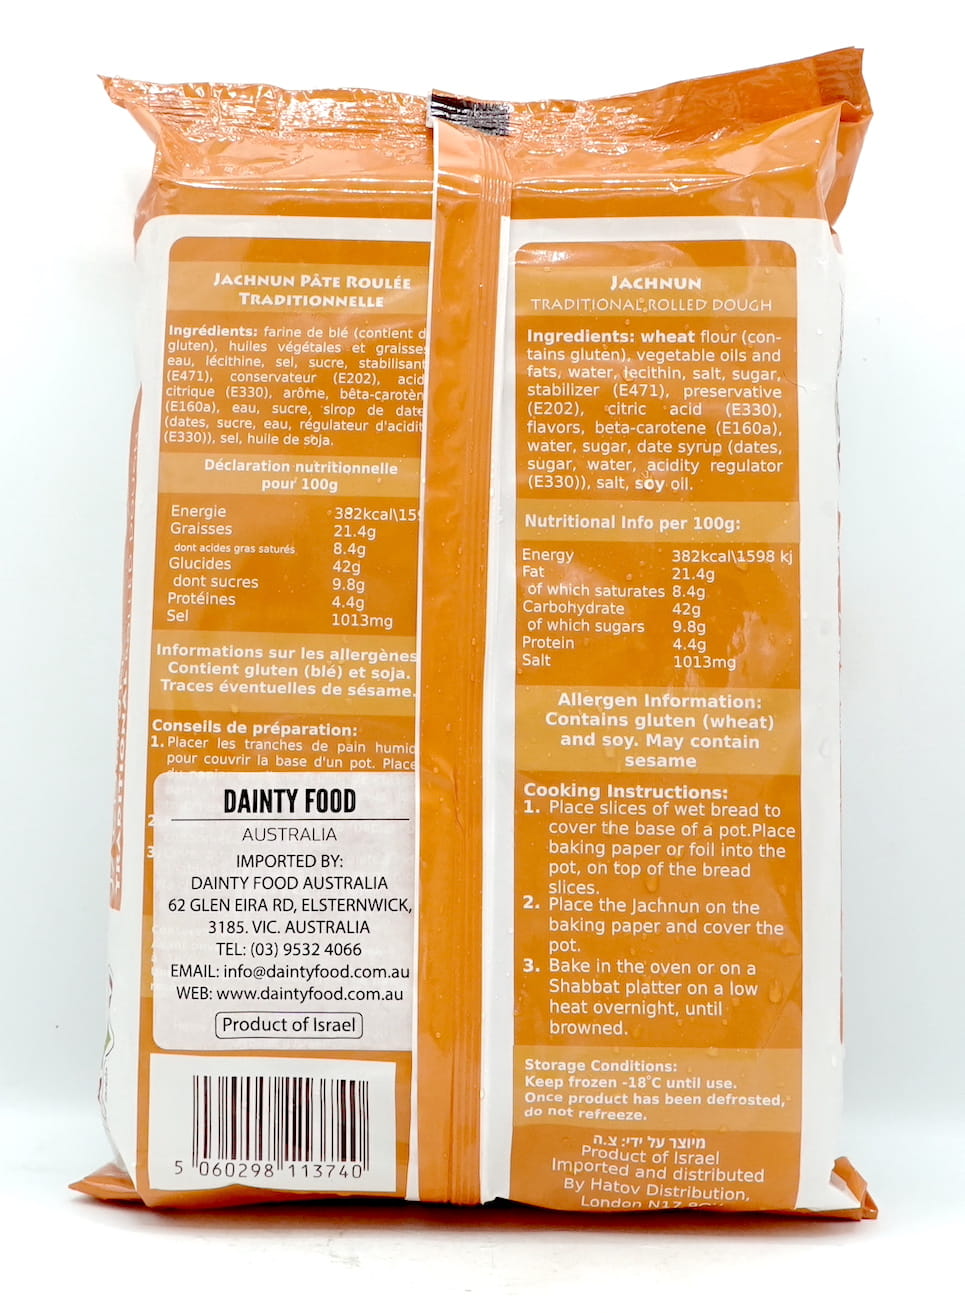 JACHNUN PÂTE ROULÉE
TRADITIONNELLE
Ingrédients: farine de blé (contient d
gluten), huiles végétales et graisses
eau, lécithine, sel, sucre, stabilisant
(E471), conservateur (E202), acid
citrique (E330), arôme, bêta-carotèn
(E160a), eau, sucre, sirop de date
(dates, sucre, eau, régulateur d'acidit
(E330)), sel, huile de soja.
Déclaration nutritionnelle
pour 100g
Energie 382kcal\159
Graisses 21.4g
dont acides gras saturés 8.4g
Glucides 42g
dont sucres 9.8g
Protéines 4.4g
Sel 1013mg
Informations sur les allergènes
Contient gluten (blé) et soja.
Traces éventuelles de sésame.
Conseils de préparation:
1. Placer les tranches de pain humid
pour couvrir la base d'un pot. Place
2
3
DAINTY FOOD
AUSTRALIA
IMPORTED BY:
DAINTY FOOD AUSTRALIA
62 GLEN EIRA RD, ELSTERNWICK,
3185. VIC. AUSTRALIA
TEL: (03) 9532 4066
EMAIL: info@daintyfood.com.au
WEB: www.daintyfood.com.au
Product of Israel
5 060298 113740
JACHNUN
TRADITIONAL ROLLED DOUGH
Ingredients: wheat flour (con-
tains gluten), vegetable oils and
fats, water, lecithin, salt, sugar,
stabilizer (E471), preservative
(E202), citric acid (E330),
flavors, beta-carotene (E160a),
water, sugar, date syrup (dates,
sugar, water, acidity regulator
(E330)), salt, soy oil.
Nutritional Info per 100g:
Energy 382kcal\1598 kj
Fat 21.4g
of which saturates 8.4g
Carbohydrate 42g
of which sugars 9.8g
Protein 4.4g
Salt 1013mg
Allergen Information:
Contains gluten (wheat)
and soy. May contain
sesame
Cooking Instructions:
1. Place slices of wet bread to
cover the base of a pot.Place
baking paper or foil into the
pot, on top of the bread
slices.
2. Place the Jachnun on the
baking paper and cover the
pot.
3. Bake in the oven or on a
Shabbat platter on a low
heat overnight, until
browned.
Storage Conditions:
Keep frozen -18°C until use.
Once product has been defrosted,
do not refreeze.
מיוצר על ידי: צ.ה
Product of Israel
Imported and distributed
By Hatov Distribution,
London N17